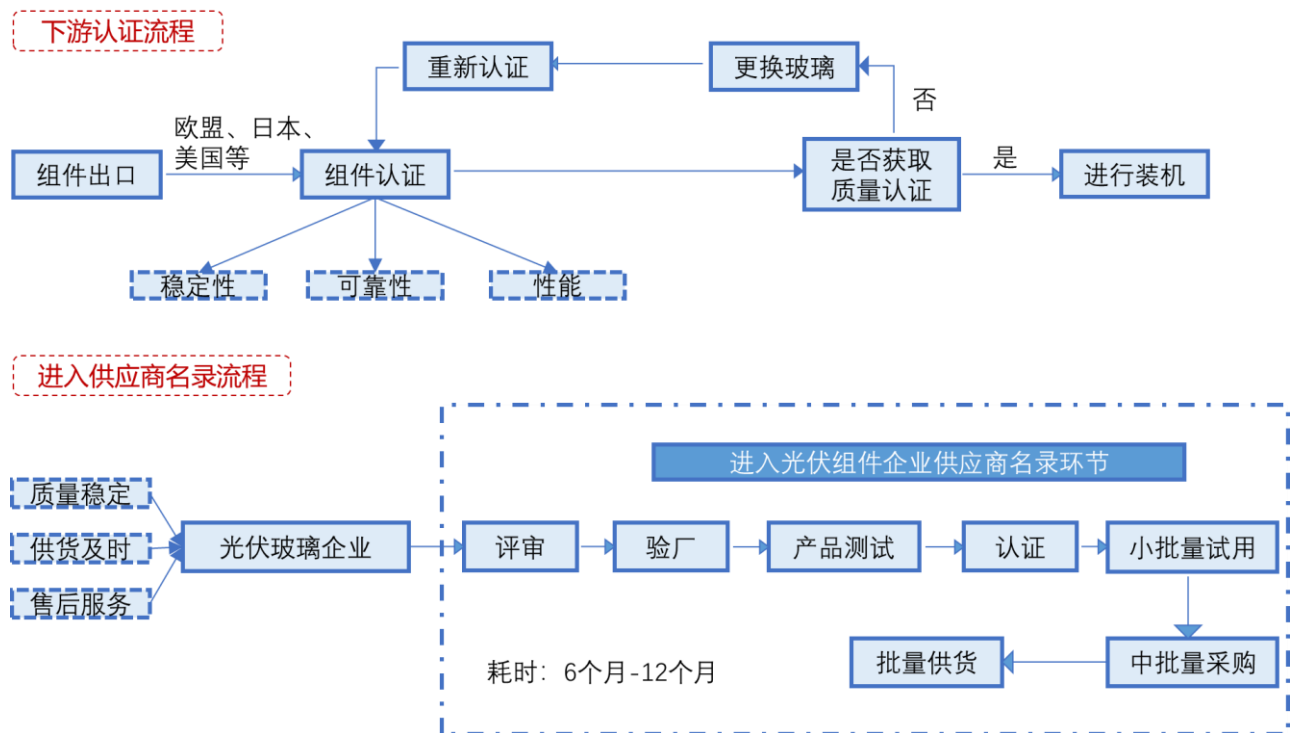 下游认证流程
重新认证
更换玻璃
否
欧盟、日本、
美国等
组件出口
组件认证
是否获取
质量认证
是
进行装机
稳定性
可靠性
性能
进入供应商名录流程
进入光伏组件企业供应商名录环节
质量稳定
供货及时
售后服务
光伏玻璃企业
评审
验厂
产品测试
认证
小批量试用
中批量采购
批量供货
耗时：6个月-12个月